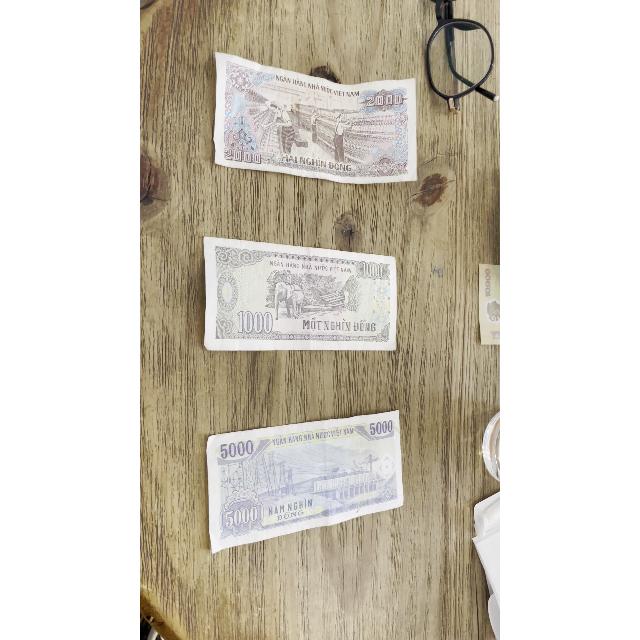 NGÂN HÀNG NHÀ NƯỚC VIỆT NAM
2000
2000
HAI NGHÌN ĐỒNG
NGÂN HÀNG NHÀ NƯỚC VIỆT NAM
1000
1000
MỘT NGHÌN ĐỒNG
NGÂN HÀNG NHÀ NƯỚC VIỆT NAM
5000
5000
5000
NĂM NGHÌN
ĐỒNG